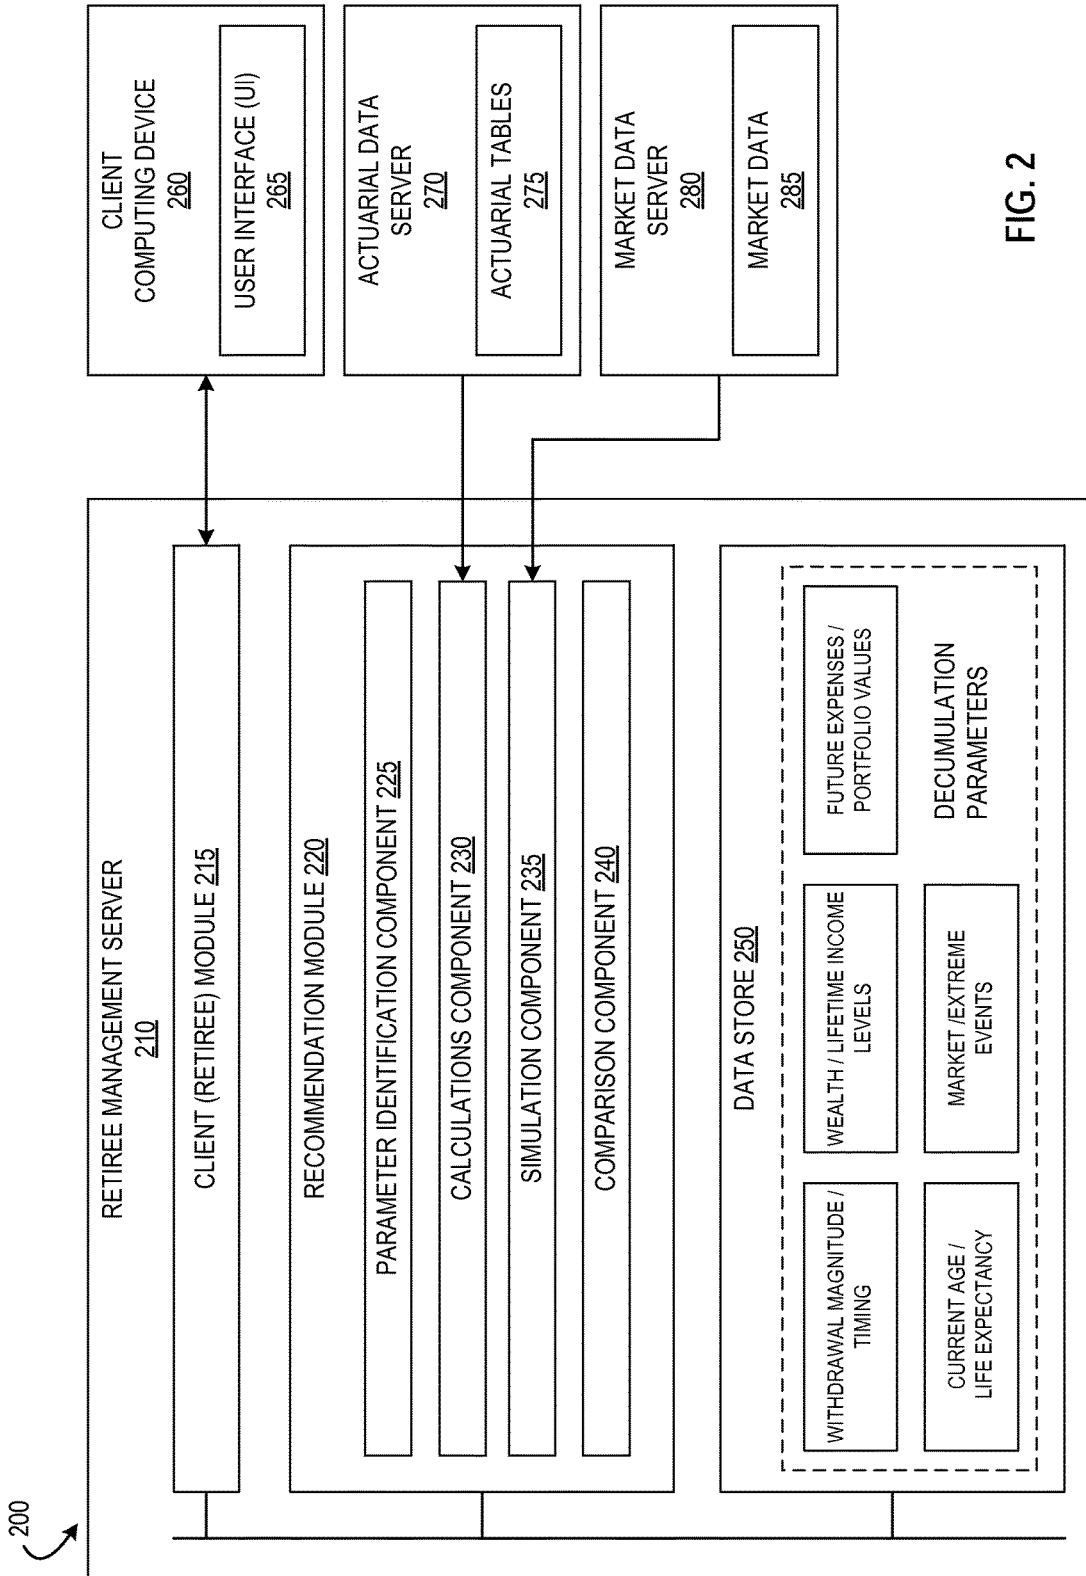 200
RETIREE MANAGEMENT SERVER
210
CLIENT (RETIREE) MODULE 215
RECOMMENDATION MODULE 220
PARAMETER IDENTIFICATION COMPONENT 225
CALCULATIONS COMPONENT 230
SIMULATION COMPONENT 235
COMPARISON COMPONENT 240
DATA STORE 250
WITHDRAWAL MAGNITUDE /
TIMING
WEALTH / LIFETIME INCOME
LEVELS
FUTURE EXPENSES /
PORTFOLIO VALUES
CURRENT AGE /
LIFE EXPECTANCY
MARKET /EXTREME
EVENTS
DECUMULATION
PARAMETERS
CLIENT
COMPUTING DEVICE
260
USER INTERFACE (UI)
265
ACTUARIAL DATA
SERVER
270
ACTUARIAL TABLES
275
MARKET DATA
SERVER
280
MARKET DATA
285
FIG. 2